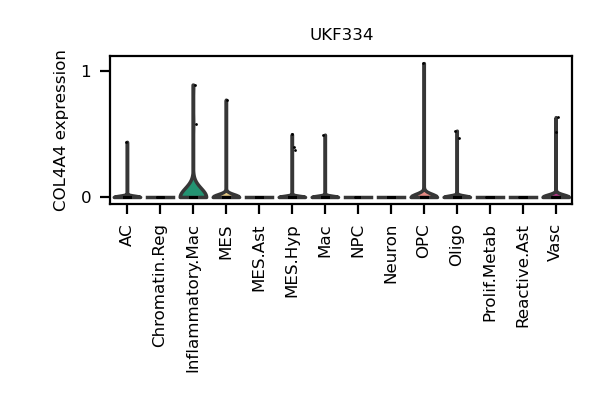 UKF334
COL4A4 expression
1
0
AC
Chromatin.Reg
Inflammatory.Mac
MES
MES.Ast
MES.Hyp
Mac
NPC
Neuron
OPC
Oligo
Prolif.Metab
Reactive.Ast
Vasc